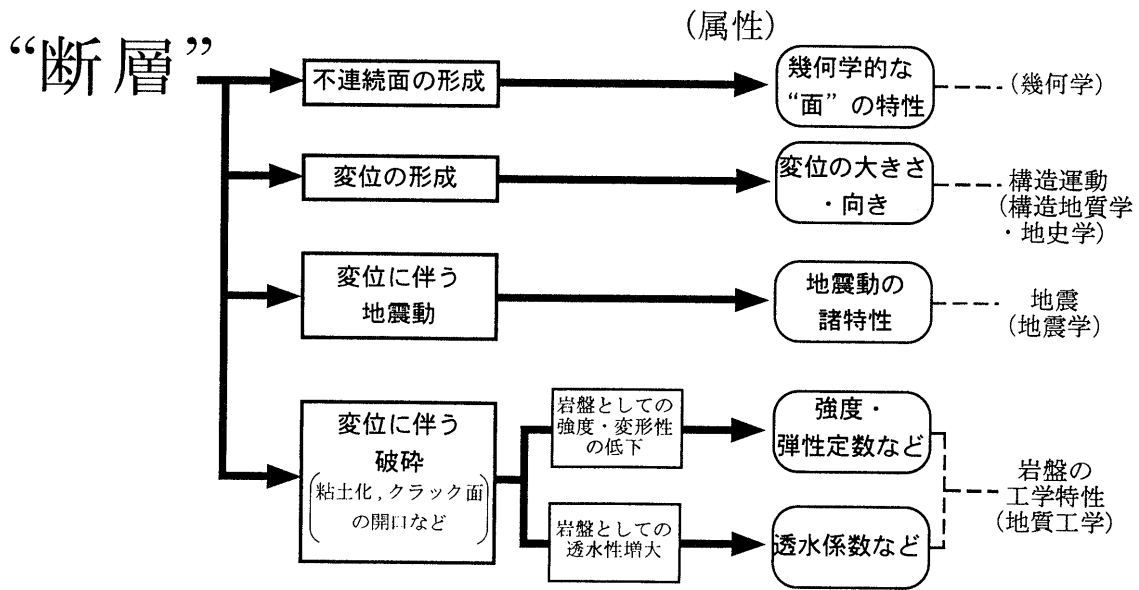 (属性)
“断層”
不連続面の形成
幾何学的な
“面”の特性
(幾何学)
変位の形成
変位の大きさ
・向き
構造運動
(構造地質学
・地史学)
変位に伴う
地震動
地震動の
諸特性
地震
(地震学)
変位に伴う
破砕
(粘土化,クラック面
の開口など)
岩盤としての
強度・変形性
の低下
強度・
弾性定数など
岩盤としての
透水性増大
透水係数など
岩盤の
工学特性
(地質工学)